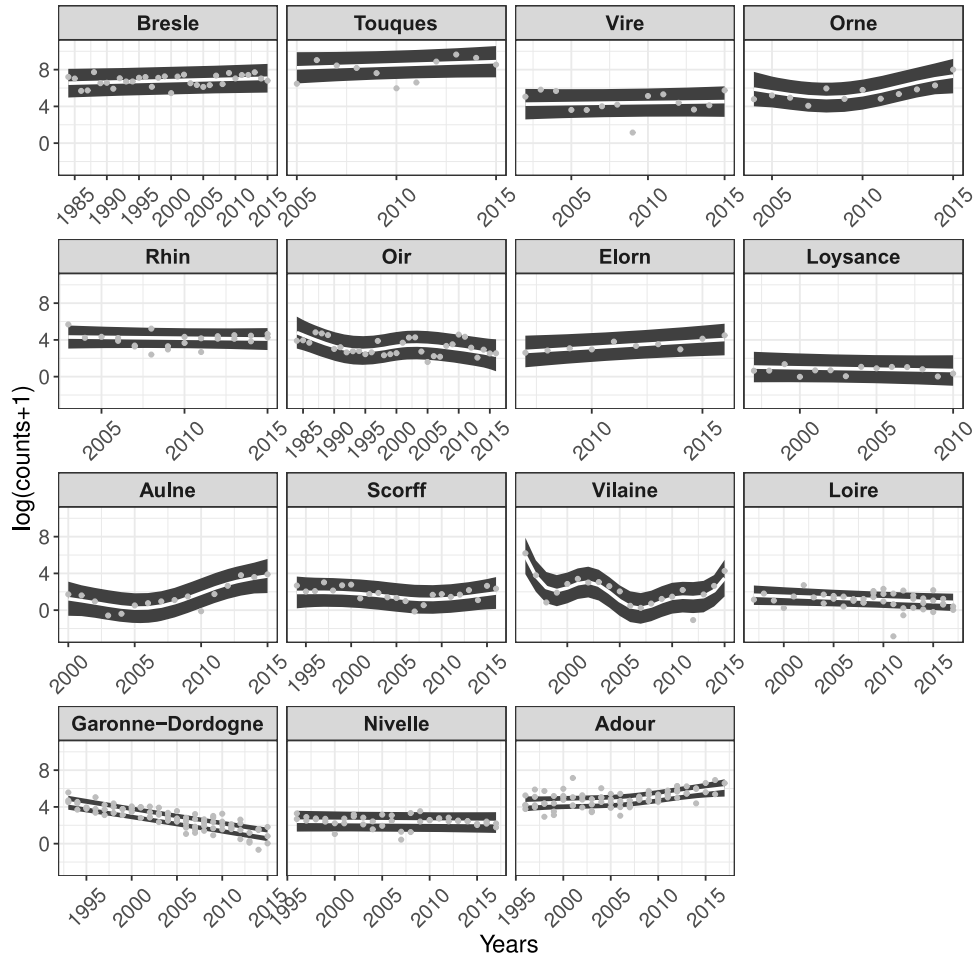 Bresle Touques Vire Orne
8
4
0
1985 1990 1995 2000 2005 2010 2015 2005 2010 2015 2005 2010 2015 2005 2010 2015
Rhin Oir Elorn Loysance
8
4
0
2005 2010 2015 1985 1990 1995 2000 2005 2010 2015 2010 2015 2000 2005 2010
log(counts+1)
Aulne Scorff Vilaine Loire
8
4
0
2000 2005 2010 2015 1995 2000 2005 2010 2015 2000 2005 2010 2015 2000 2005 2010 2015
Garonne−Dordogne Nivelle Adour
8
4
0
1995 2000 2005 2010 2015 1995 2000 2005 2010 2015 1995 2000 2005 2010 2015
Years